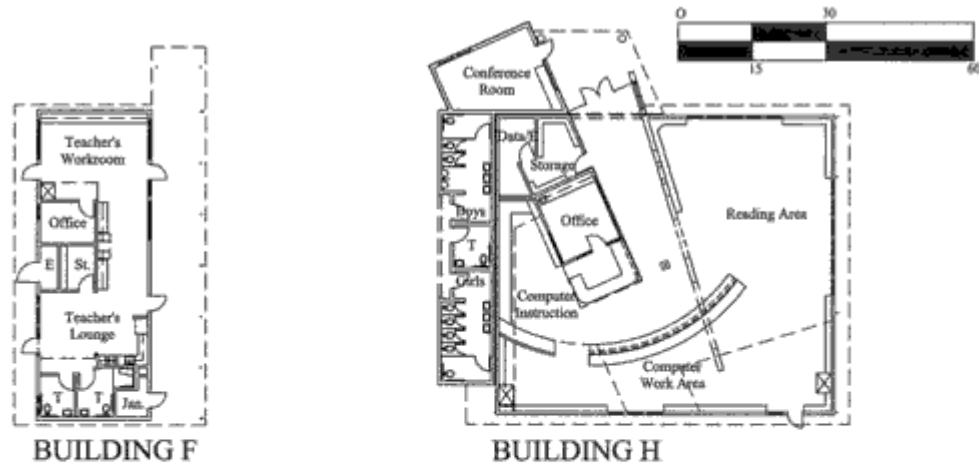 0 30
15 60
Conference
Room
Teacher's
Workroom
Data/E
Storage
Boys
Office
Office
Reading Area
T
E
St.
Girls
Computer
Instruction
Teacher's
Lounge
Computer
Work Area
T
T
Jan.
BUILDING F
BUILDING H